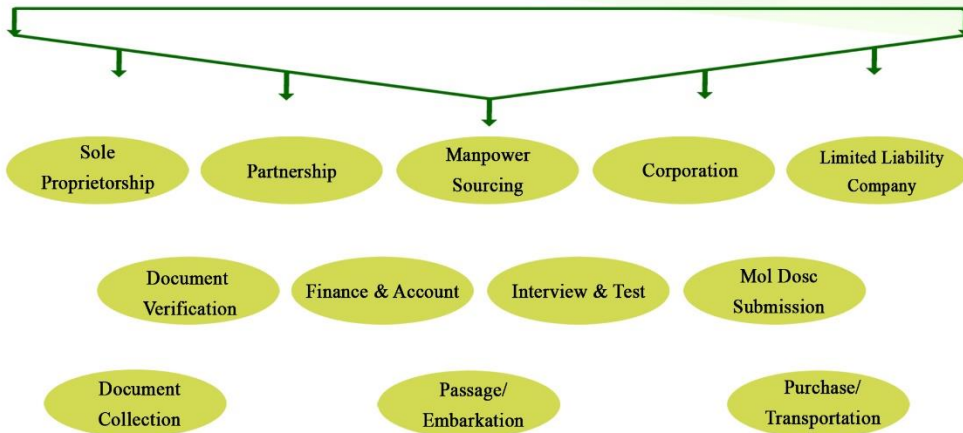 Sole
Proprietorship
Partnership
Manpower
Sourcing
Corporation
Limited Liability
Company
Document
Verification
Finance & Account
Interview & Test
Mol Dosc
Submission
Document
Collection
Passage/
Embarkation
Purchase/
Transportation